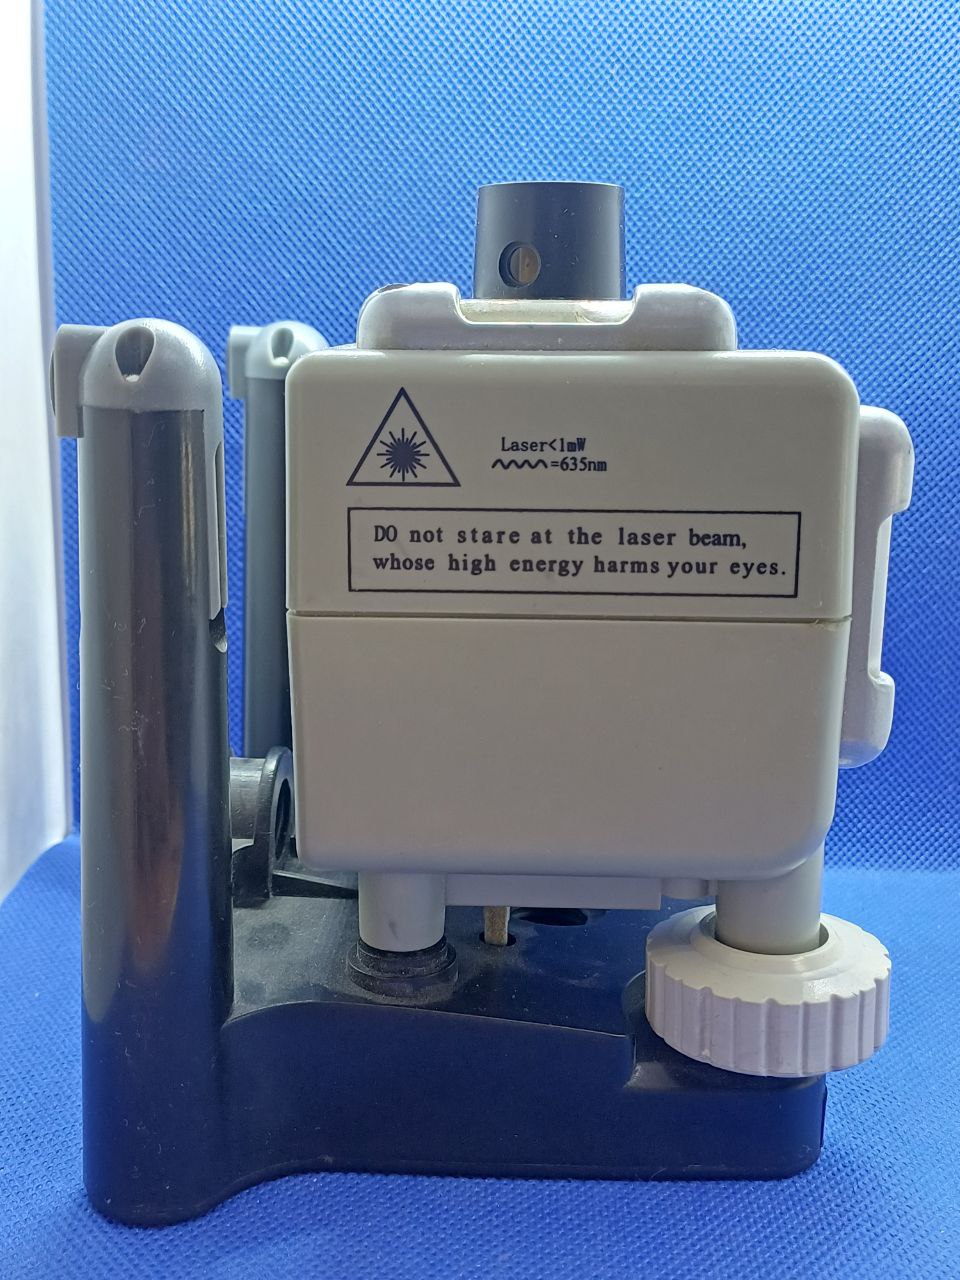 Laser<1mW
=635nm
DO not stare at the laser beam,
whose high energy harms your eyes.